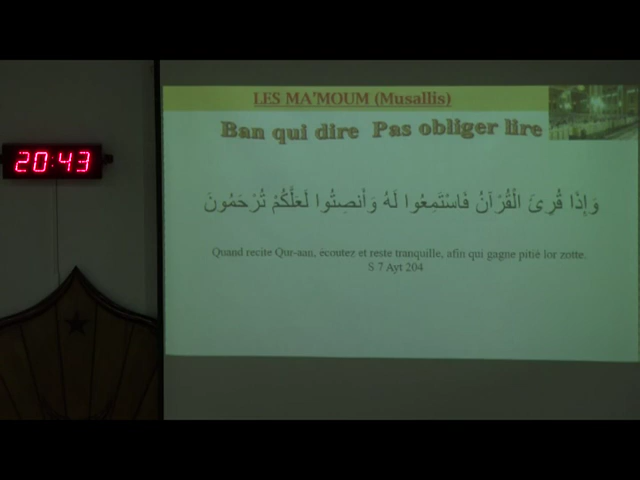 LES MA'MOUM (Musallis)
Ban qui dire Pas obliger lire
20:43
وَإِذَا قُرِئَ الْقُرْآنُ فَاسْتَمِعُوا لَهُ وَأَنصِتُوا لَعَلَّكُمْ تُرْحَمُونَ
Quand recite Qur-aan, écoutez et reste tranquille, afin qui gagne pitié lor zotte.
S 7 Ayt 204